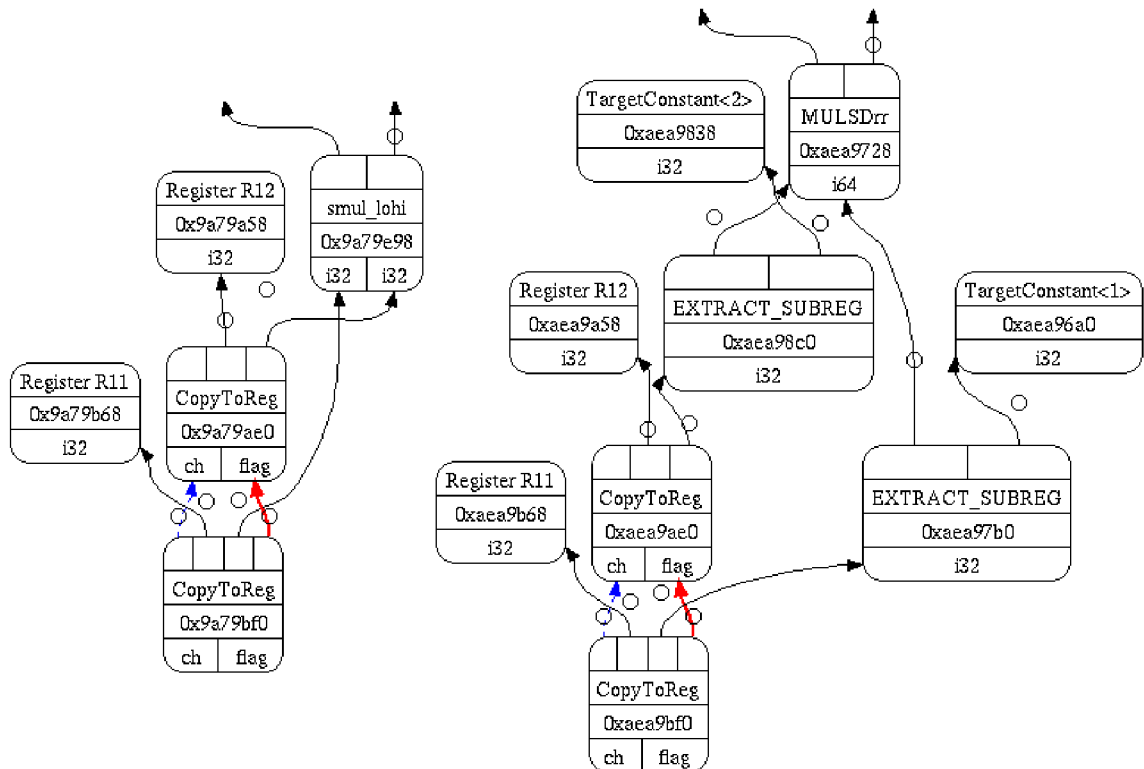 Register R12
0x9a79a58
i32
smul_lohi
0x9a79e98
i32 i32
Register R11
0x9a79b68
i32
CopyToReg
0x9a79ae0
ch flag
CopyToReg
0x9a79bf0
ch flag
TargetConstant<2>
0xaea9838
i32
MULSDrr
0xaea9728
i64
Register R12
0xaea9a58
i32
EXTRACT_SUBREG
0xaea98c0
i32
TargetConstant<1>
0xaea96a0
i32
Register R11
0xaea9b68
i32
CopyToReg
0xaea9ae0
ch flag
EXTRACT_SUBREG
0xaea97b0
i32
CopyToReg
0xaea9bf0
ch flag